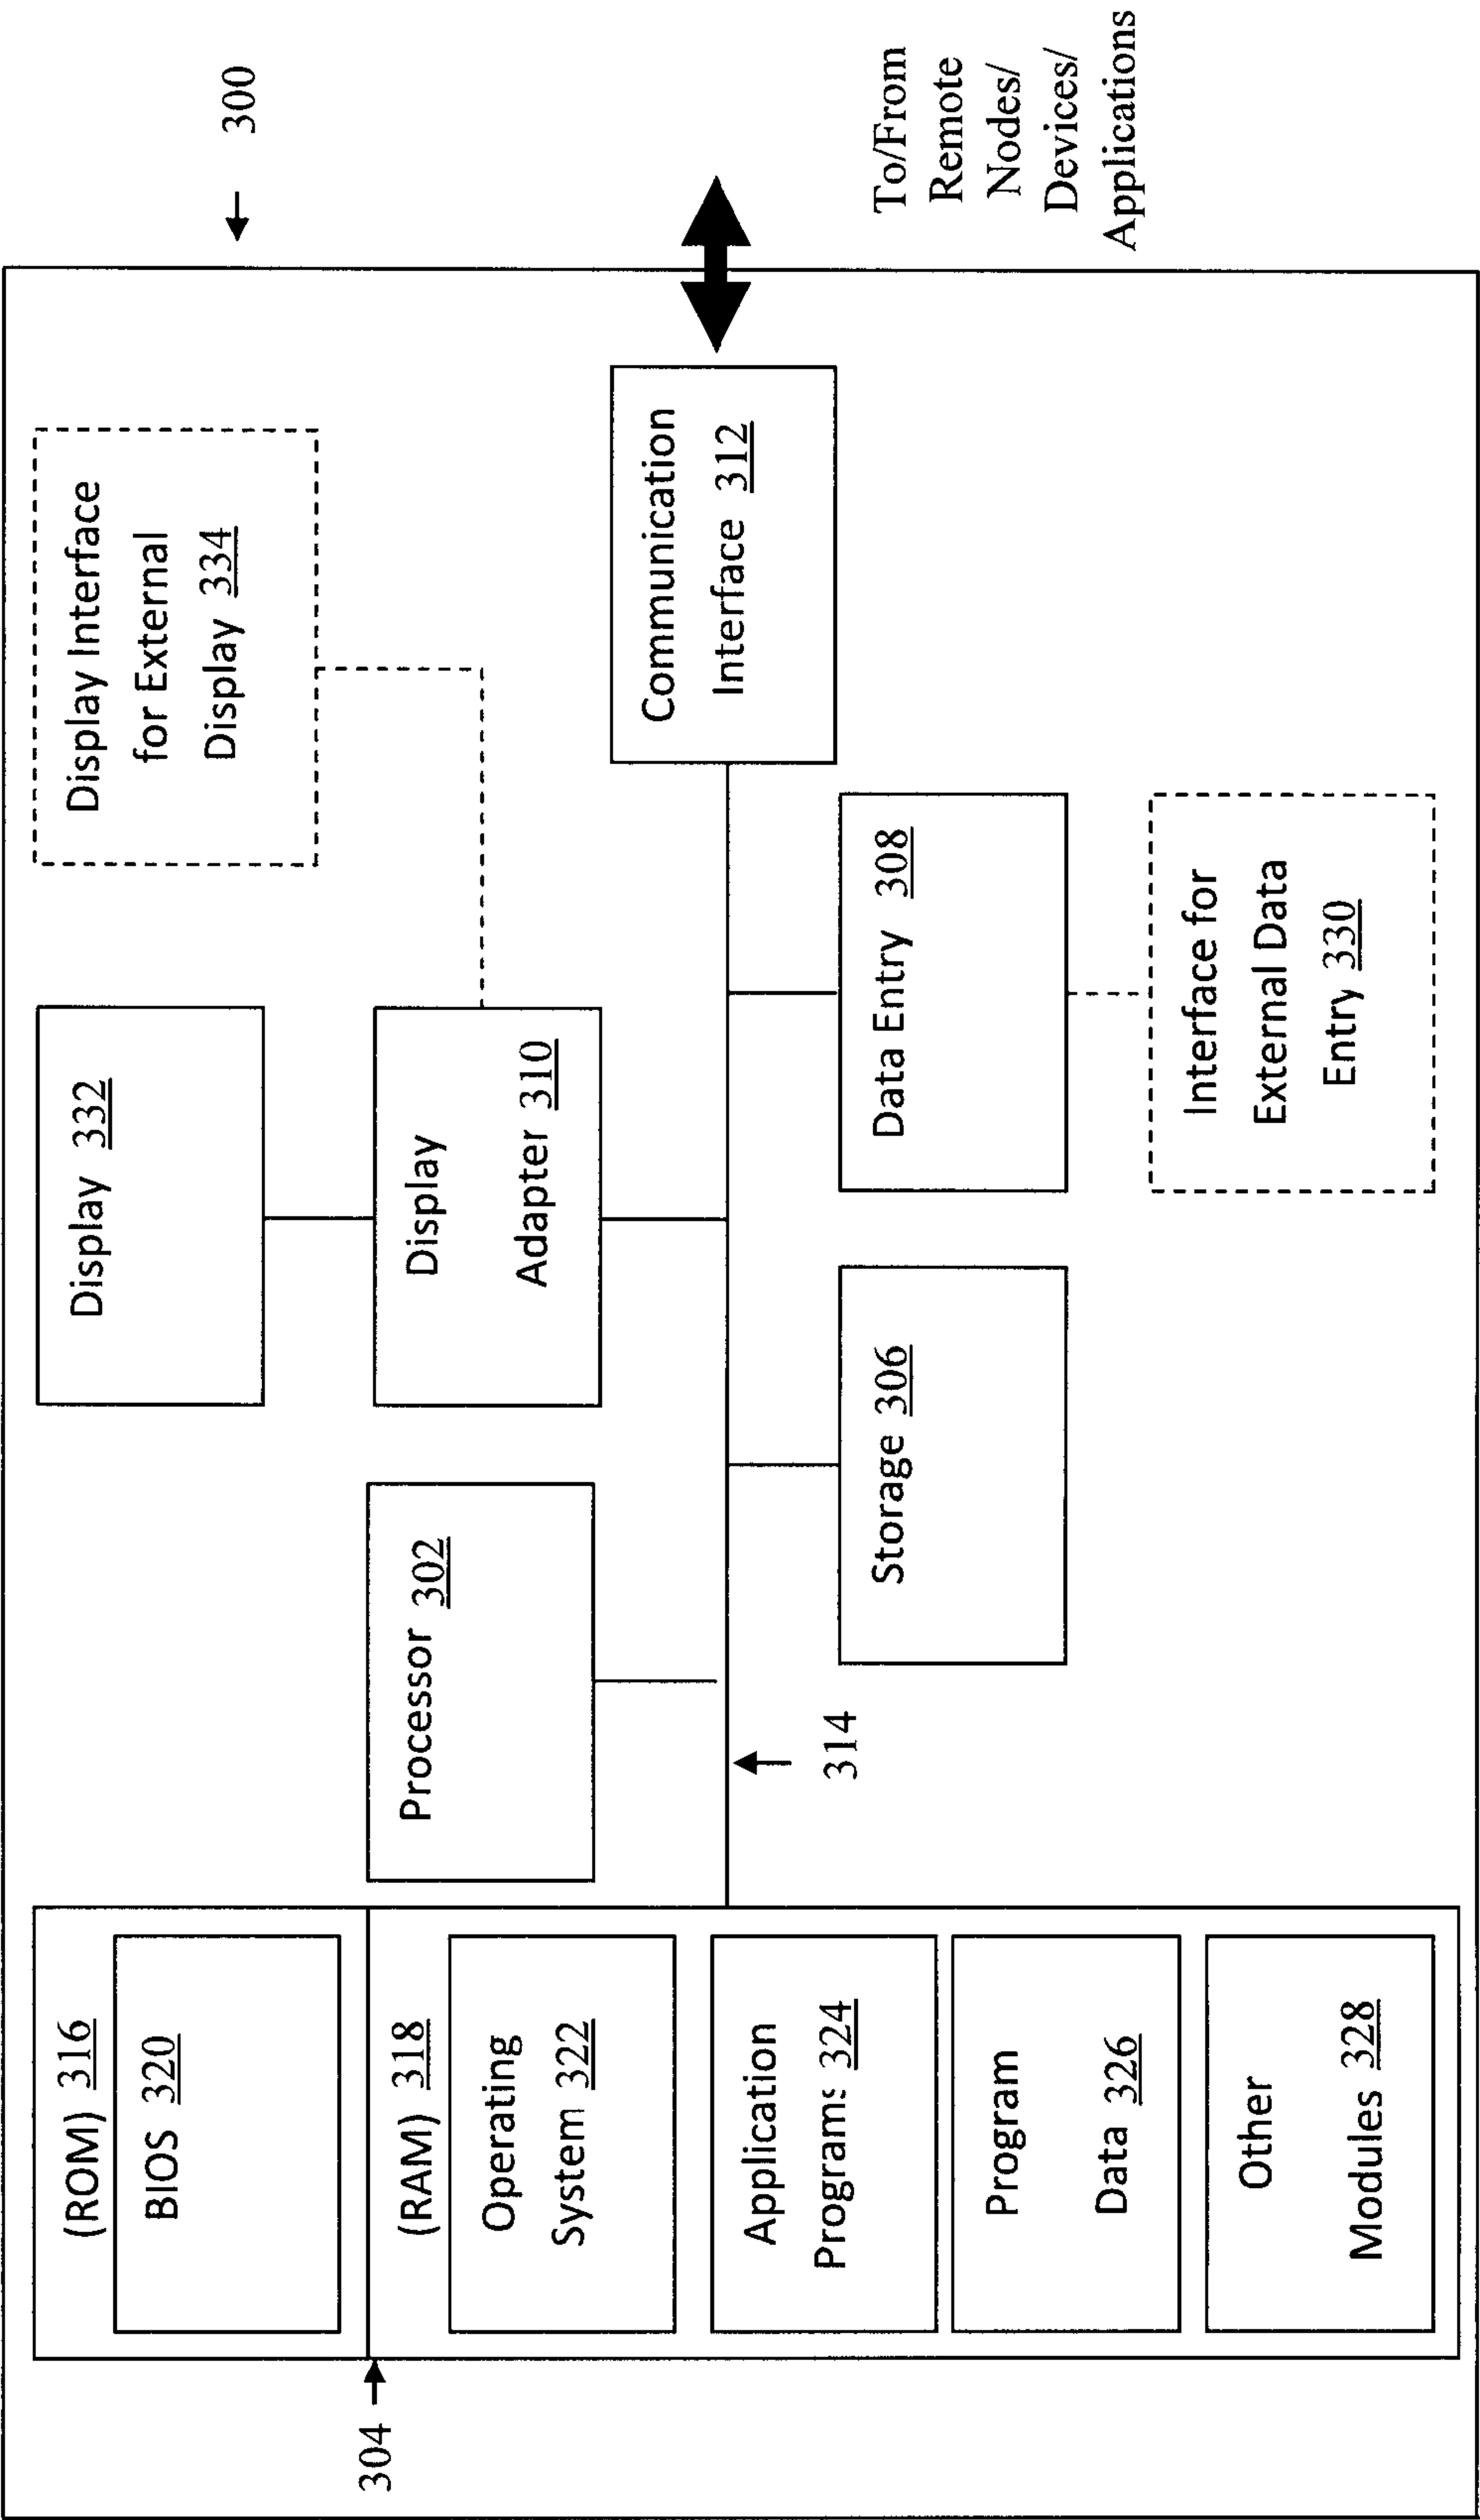 300
(ROM) 316
BIOS 320
304
(RAM) 318
Operating
System 322
Application
Programs 324
Program
Data 326
Other
Modules 328
Processor 302
314
Storage 306
Display 332
Display
Adapter 310
Display Interface
for External
Display 334
Data Entry 308
Interface for
External Data
Entry 330
Communication
Interface 312
To/From
Remote
Nodes/
Devices/
Applications